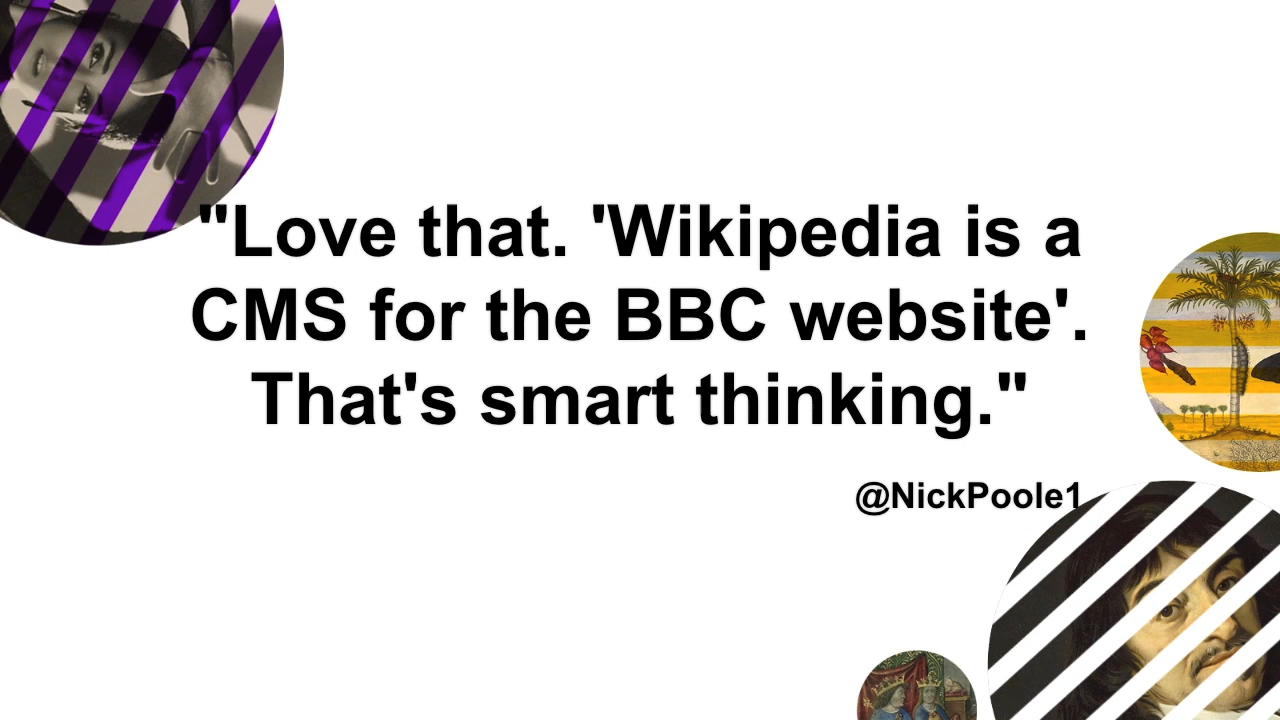 "Love that. 'Wikipedia is a
CMS for the BBC website'.
That's smart thinking."
@NickPoole1